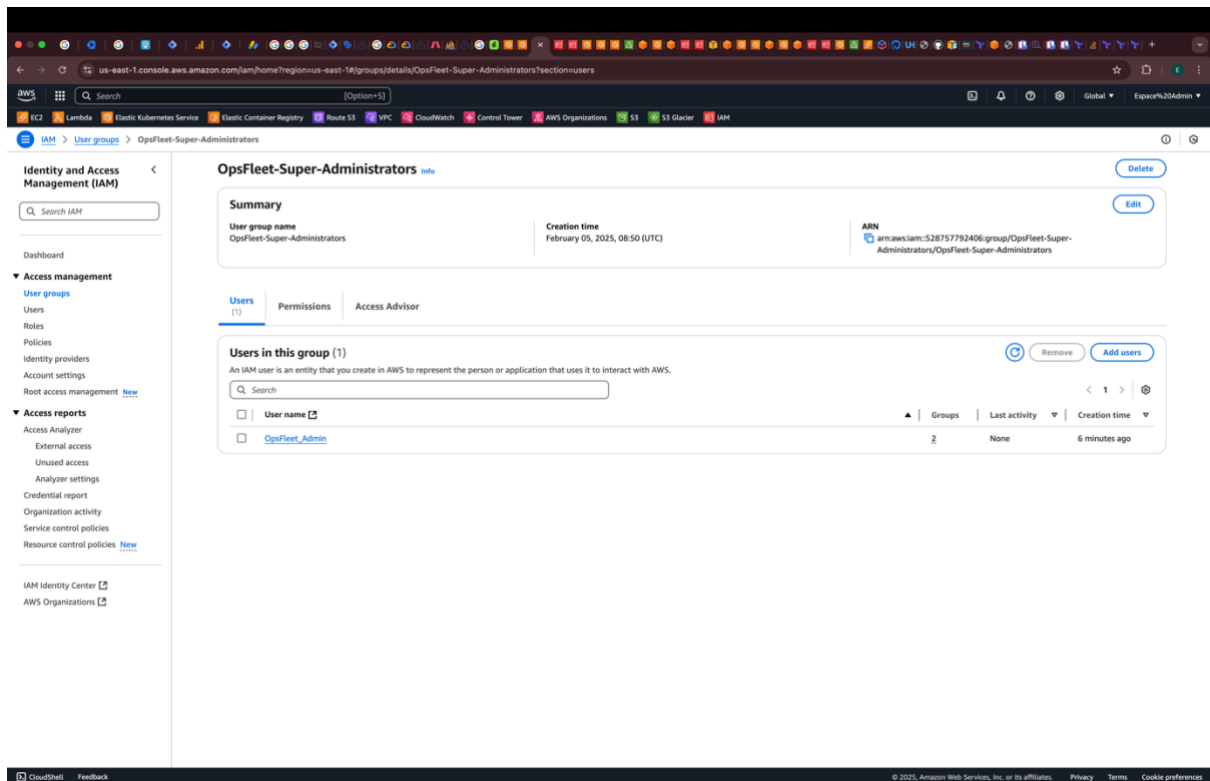 us-east-1.console.aws.amazon.com/iam/home?region=us-east-1#/groups/details/OpsFleet-Super-Administrators?section=users
aws Search [Option+S] Global Espace%20Admin
EC2 Lambda Elastic Kubernetes Service Elastic Container Registry Route 53 VPC CloudWatch Control Tower AWS Organizations S3 S3 Glacier IAM
IAM > User groups > OpsFleet-Super-Administrators
Identity and Access
Management (IAM)
Search IAM
Dashboard
Access management
User groups
Users
Roles
Policies
Identity providers
Account settings
Root access management New
Access reports
Access Analyzer
External access
Unused access
Analyzer settings
Credential report
Organization activity
Service control policies
Resource control policies New
IAM Identity Center
AWS Organizations
OpsFleet-Super-Administrators Info
Delete
Summary
Edit
User group name
OpsFleet-Super-Administrators
Creation time
February 05, 2025, 08:50 (UTC)
ARN
arn:aws:iam::528757792406:group/OpsFleet-Super-
Administrators/OpsFleet-Super-Administrators
Users
(1)
Permissions
Access Advisor
Users in this group (1)
Remove
Add users
An IAM user is an entity that you create in AWS to represent the person or application that uses it to interact with AWS.
Search
< 1 >
User name Groups Last activity Creation time
OpsFleet_Admin 2 None 6 minutes ago
CloudShell Feedback © 2025, Amazon Web Services, Inc. or its affiliates. Privacy Terms Cookie preferences